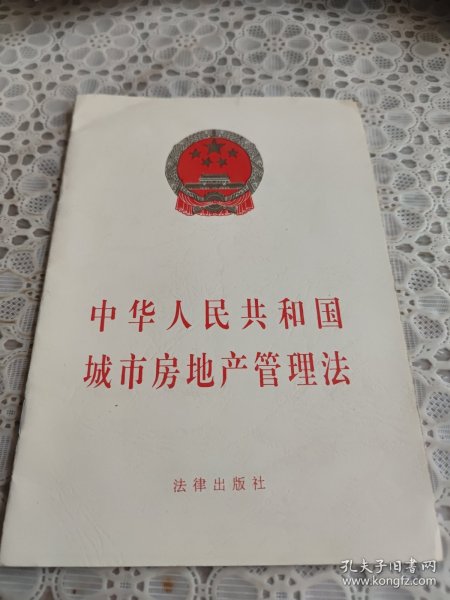 中华人民共和国
城市房地产管理法
法律出版社
孔夫子旧书网
www.kongfz.com